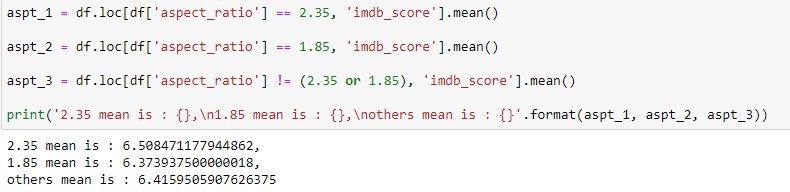 aspt_1 = df.loc[df['aspect_ratio'] == 2.35, 'imdb_score'].mean()
aspt_2 = df.loc[df['aspect_ratio'] == 1.85, 'imdb_score'].mean()
aspt_3 = df.loc[df['aspect_ratio'] != (2.35 or 1.85), 'imdb_score'].mean()
print('2.35 mean is : {},\n1.85 mean is : {},\nothers mean is : {}'.format(aspt_1, aspt_2, aspt_3))
2.35 mean is : 6.508471177944862,
1.85 mean is : 6.373937500000018,
others mean is : 6.4159505907626375